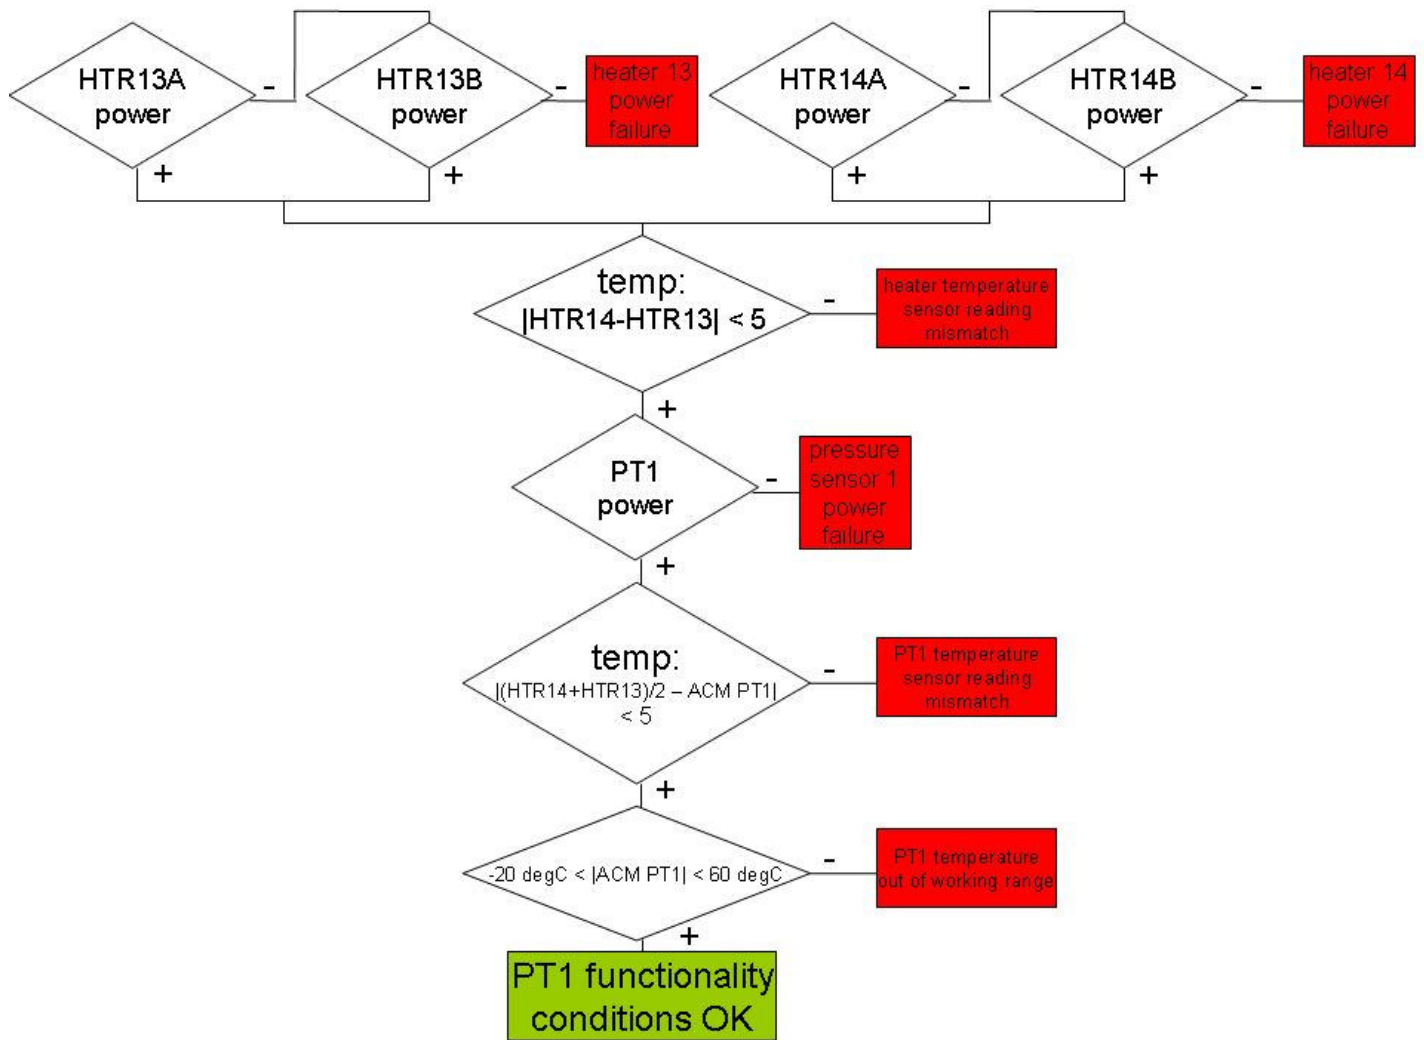 HTR13A
power
-
+
HTR13B
power
-
+
heater 13
power
failure
HTR14A
power
-
+
HTR14B
power
-
+
heater 14
power
failure
temp:
|HTR14-HTR13| < 5
-
+
heater temperature
sensor reading
mismatch
PT1
power
-
+
pressure
sensor 1
power
failure
temp:
|(HTR14+HTR13)/2 – ACM PT1|
< 5
-
+
PT1 temperature
sensor reading
mismatch
-20 degC < |ACM PT1| < 60 degC
-
+
PT1 temperature
out of working range
PT1 functionality
conditions OK